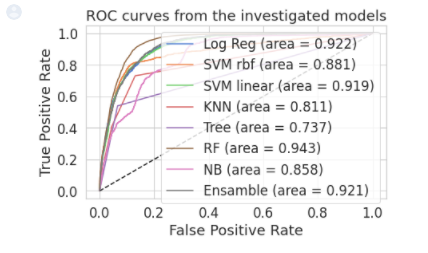 ROC curves from the investigated models
1.0
0.8
0.6
0.4
0.2
0.0
True Positive Rate
Log Reg (area = 0.922)
SVM rbf (area = 0.881)
SVM linear (area = 0.919)
KNN (area = 0.811)
Tree (area = 0.737)
RF (area = 0.943)
NB (area = 0.858)
Ensamble (area = 0.921)
0.0 0.2 0.4 0.6 0.8 1.0
False Positive Rate